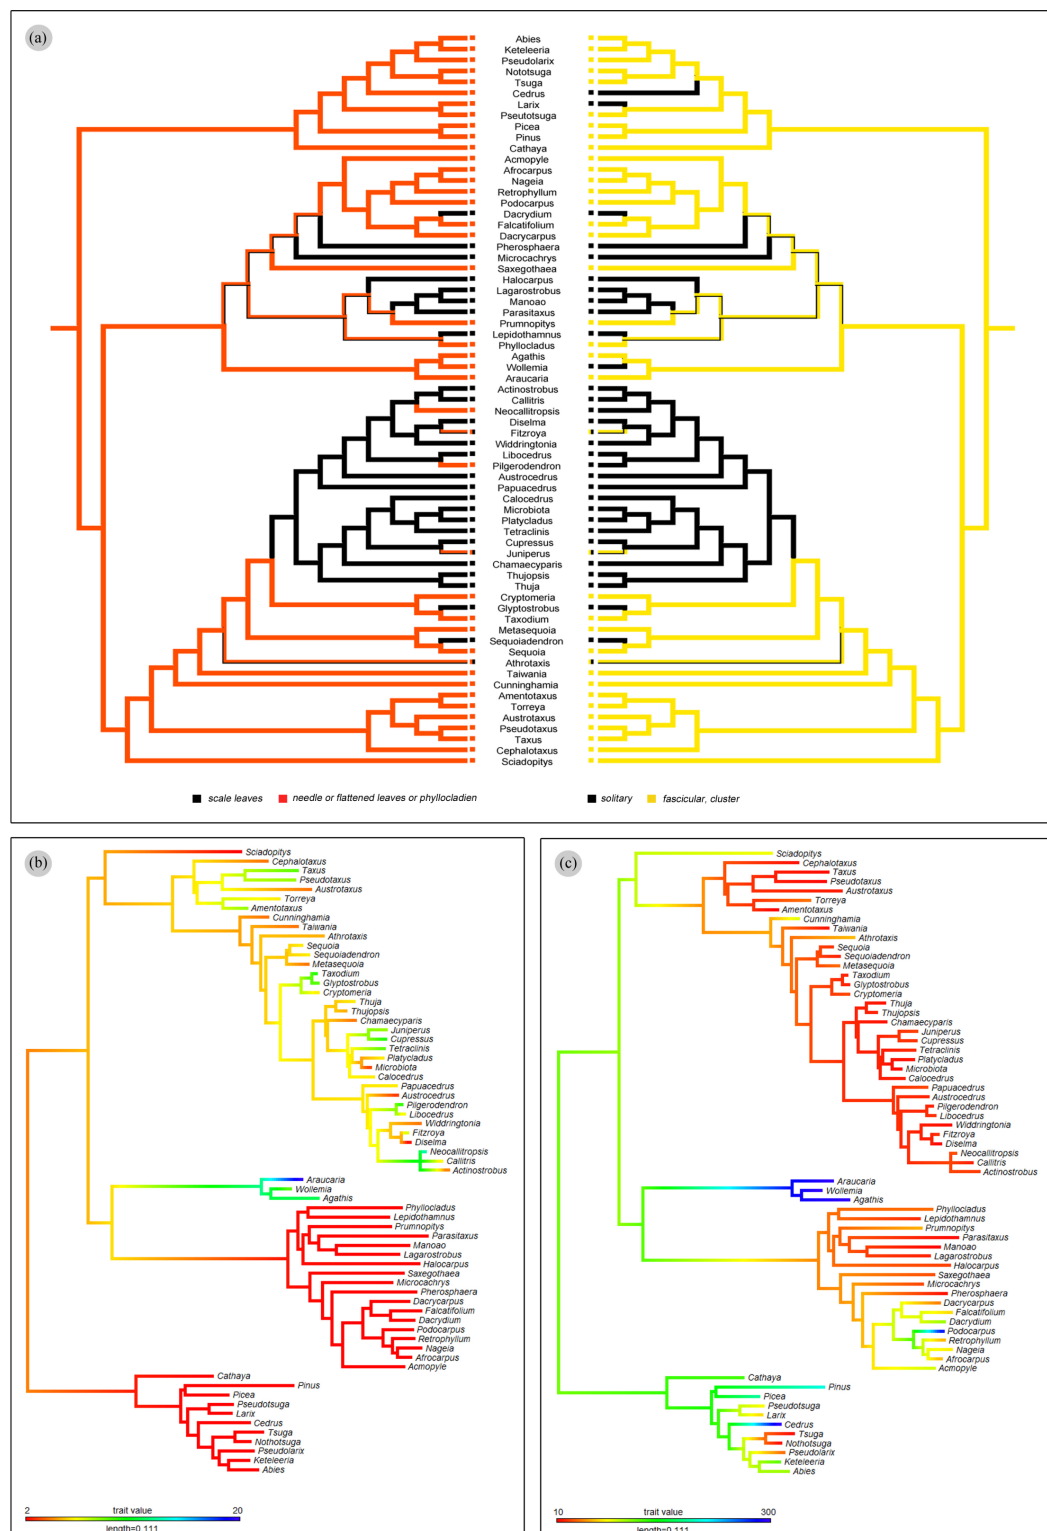 (a)
Abies
Keteleeria
Pseudolarix
Nototsuga
Tsuga
Cedrus
Larix
Pseutotsuga
Picea
Pinus
Cathaya
Acmopyle
Afrocarpus
Nageia
Retrophyllum
Podocarpus
Dacrydium
Falcatifolium
Dacrycarpus
Pherosphaera
Microcachrys
Saxegothaea
Halocarpus
Lagarostrobus
Manoao
Parasitaxus
Prumnopitys
Lepidothamnus
Phyllocladus
Agathis
Wollemia
Araucaria
Actinostrobus
Callitris
Neocallitropsis
Diselma
Fitzroya
Widdringtonia
Libocedrus
Pilgerodendron
Austrocedrus
Papuacedrus
Calocedrus
Microbiota
Platycladus
Tetraclinis
Cupressus
Juniperus
Chamaecyparis
Thujopsis
Thuja
Cryptomeria
Glyptostrobus
Taxodium
Metasequoia
Sequoiadendron
Sequoia
Athrotaxis
Taiwania
Cunninghamia
Amentotaxus
Torreya
Austrotaxus
Pseudotaxus
Taxus
Cephalotaxus
Sciadopitys
scale leaves needle or flattened leaves or phyllocladien solitary fascicular, cluster
(b)
Sciadopitys
Cephalotaxus
Taxus
Pseudotaxus
Austrotaxus
Torreya
Amentotaxus
Cunninghamia
Taiwania
Athrotaxis
Sequoia
Sequoiadendron
Metasequoia
Taxodium
Glyptostrobus
Cryptomeria
Thuja
Thujopsis
Chamaecyparis
Juniperus
Cupressus
Tetraclinis
Platycladus
Microbiota
Calocedrus
Papuacedrus
Austrocedrus
Pilgerodendron
Libocedrus
Widdringtonia
Fitzroya
Diselma
Neocallitropsis
Callitris
Actinostrobus
Araucaria
Wollemia
Agathis
Phyllocladus
Lepidothamnus
Prumnopitys
Parasitaxus
Manoao
Lagarostrobus
Halocarpus
Saxegothaea
Microcachrys
Pherosphaera
Dacrycarpus
Falcatifolium
Dacrydium
Podocarpus
Retrophyllum
Nageia
Afrocarpus
Acmopyle
Cathaya
Pinus
Picea
Pseudotsuga
Larix
Cedrus
Tsuga
Nothotsuga
Pseudolarix
Keteleeria
Abies
2 trait value 20
length=0.111
(c)
Sciadopitys
Cephalotaxus
Taxus
Pseudotaxus
Austrotaxus
Torreya
Amentotaxus
Cunninghamia
Taiwania
Athrotaxis
Sequoia
Sequoiadendron
Metasequoia
Taxodium
Glyptostrobus
Cryptomeria
Thuja
Thujopsis
Chamaecyparis
Juniperus
Cupressus
Tetraclinis
Platycladus
Microbiota
Calocedrus
Papuacedrus
Austrocedrus
Pilgerodendron
Libocedrus
Widdringtonia
Fitzroya
Diselma
Neocallitropsis
Callitris
Actinostrobus
Araucaria
Wollemia
Agathis
Phyllocladus
Lepidothamnus
Prumnopitys
Parasitaxus
Manoao
Lagarostrobus
Halocarpus
Saxegothaea
Microcachrys
Pherosphaera
Dacrycarpus
Falcatifolium
Dacrydium
Podocarpus
Retrophyllum
Nageia
Afrocarpus
Acmopyle
Cathaya
Pinus
Picea
Pseudotsuga
Larix
Cedrus
Tsuga
Nothotsuga
Pseudolarix
Keteleeria
Abies
10 trait value 300
length=0.111